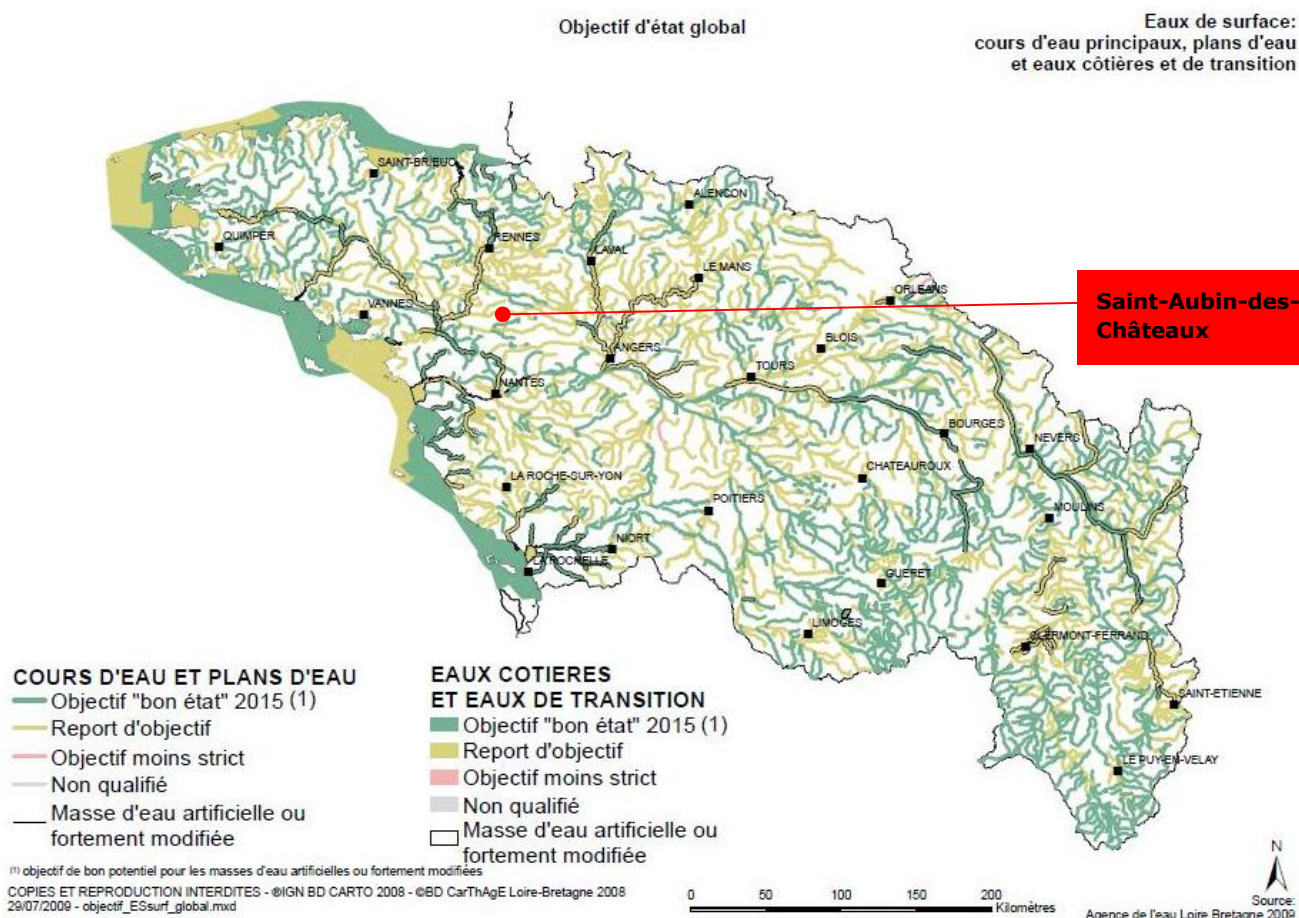 Objectif d'état global
Eaux de surface:
cours d'eau principaux, plans d'eau
et eaux côtières et de transition
SAINT-BRIEUC
ALENCON
QUIMPER
RENNES
LAVAL
LE MANS
ORLEANS
VANNES
Saint-Aubin-des-
Châteaux
BLOIS
ANGERS
TOURS
NANTES
BOURGES
NEVERS
LA ROCHE-SUR-YON
CHATEAUROUX
POITIERS
MOULINS
NIORT
LA ROCHELLE
GUERET
LIMOGES
CLERMONT-FERRAND
SAINT-ETIENNE
LE PUY-EN-VELAY
COURS D'EAU ET PLANS D'EAU
Objectif "bon état" 2015 (1)
Report d'objectif
Objectif moins strict
Non qualifié
Masse d'eau artificielle ou
fortement modifiée
EAUX COTIERES
ET EAUX DE TRANSITION
Objectif "bon état" 2015 (1)
Report d'objectif
Objectif moins strict
Non qualifié
Masse d'eau artificielle ou
fortement modifiée
(1) objectif de bon potentiel pour les masses d'eau artificielles ou fortement modifiées
COPIES ET REPRODUCTION INTERDITES - ®IGN BD CARTO 2008 - ©BD CarThAgE Loire-Bretagne 2008
29/07/2009 - objectif_ESsurf_global.mxd
0 50 100 150 200
Kilomètres
N
Source:
Agence de l'eau Loire Bretagne 2009